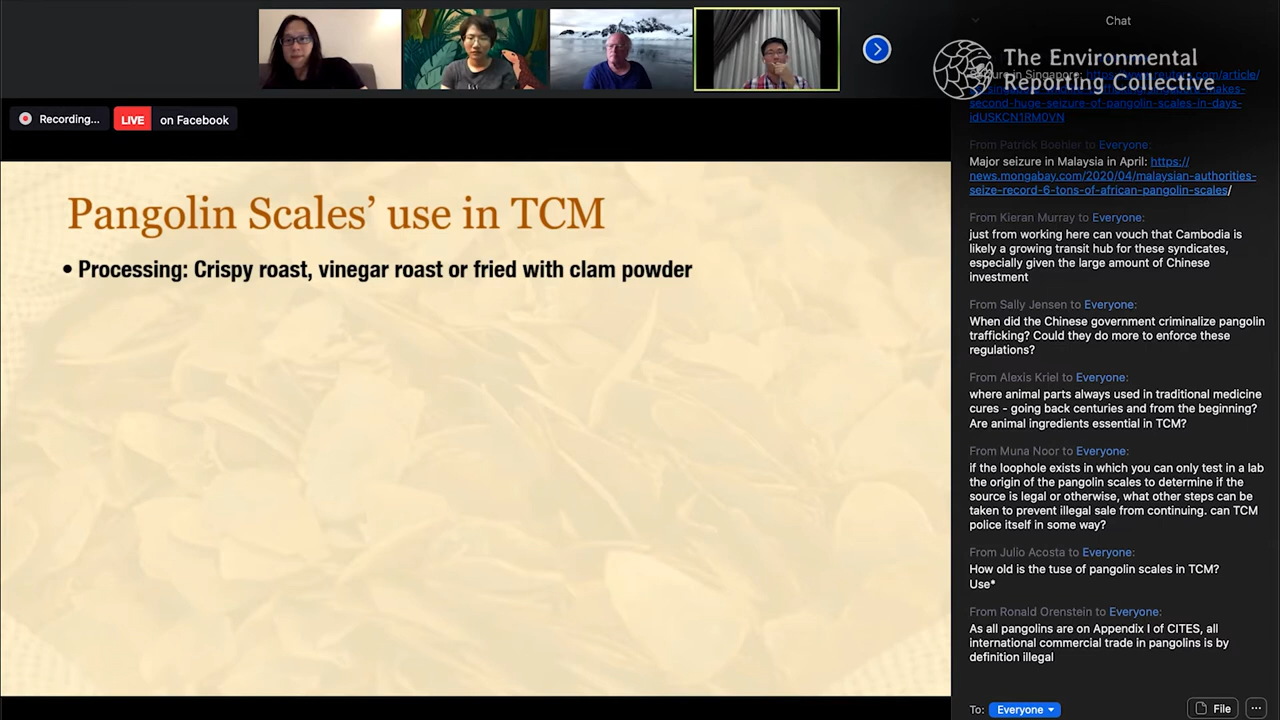 Chat
The Environmental
Reporting Collective
Recording...
LIVE
on Facebook
Pangolin Scales’ use in TCM
• Processing: Crispy roast, vinegar roast or fried with clam powder
in Singapore:
second-huge-seizure-of-pangolin-scales-in-days-
idUSKCN1RM0VN
From Patrick Boehler to Everyone:
Major seizure in Malaysia in April: https://
news.mongabay.com/2020/04/malaysian-authorities-
seize-record-6-tons-of-african-pangolin-scales/
From Kieran Murray to Everyone:
just from working here can vouch that Cambodia is
likely a growing transit hub for these syndicates,
especially given the large amount of Chinese
investment
From Sally Jensen to Everyone:
When did the Chinese government criminalize pangolin
trafficking? Could they do more to enforce these
regulations?
From Alexis Kriel to Everyone:
where animal parts always used in traditional medicine
cures - going back centuries and from the beginning?
Are animal ingredients essential in TCM?
From Muna Noor to Everyone:
if the loophole exists in which you can only test in a lab
the origin of the pangolin scales to determine if the
source is legal or otherwise, what other steps can be
taken to prevent illegal sale from continuing. can TCM
police itself in some way?
From Julio Acosta to Everyone:
How old is the tuse of pangolin scales in TCM?
Use*
From Ronald Orenstein to Everyone:
As all pangolins are on Appendix I of CITES, all
international commercial trade in pangolins is by
definition illegal
To: Everyone
File